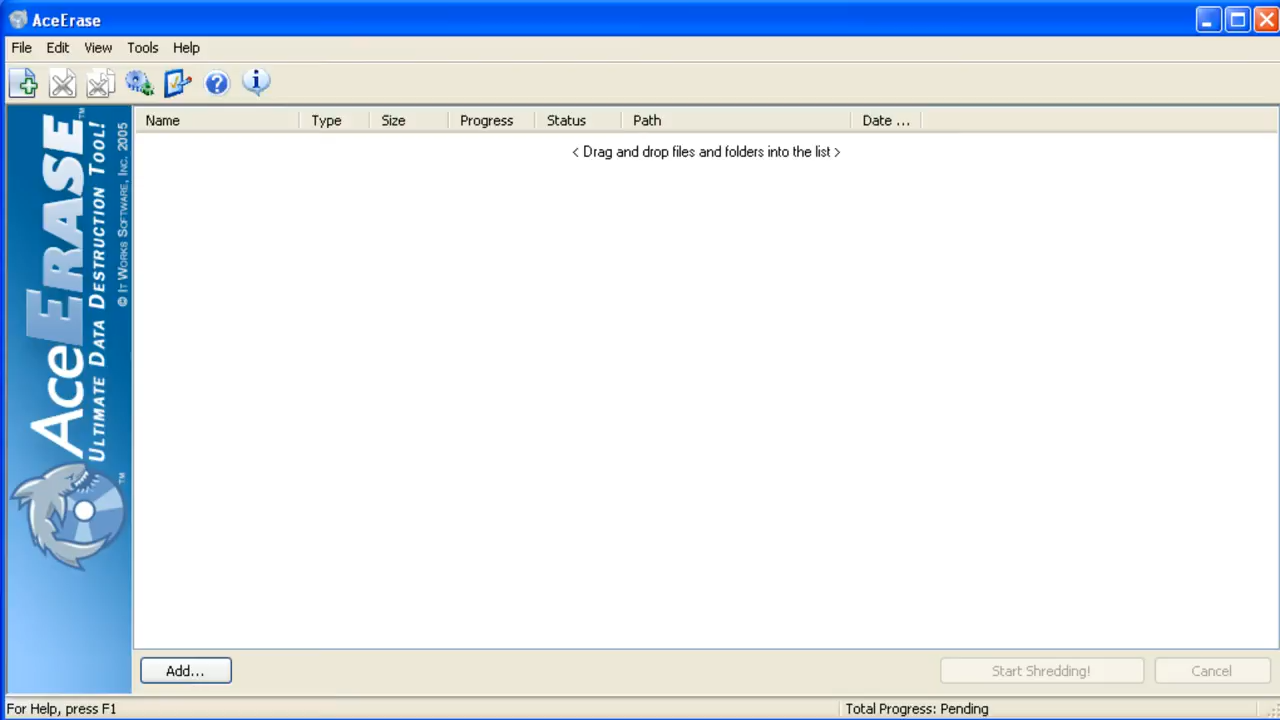 AceErase
File Edit View Tools Help
Name Type Size Progress Status Path Date ...
< Drag and drop files and folders into the list >
AceErase™
Ultimate Data Destruction Tool!™
© It Works Software, Inc. 2005
Add...
Start Shredding!
Cancel
For Help, press F1
Total Progress: Pending